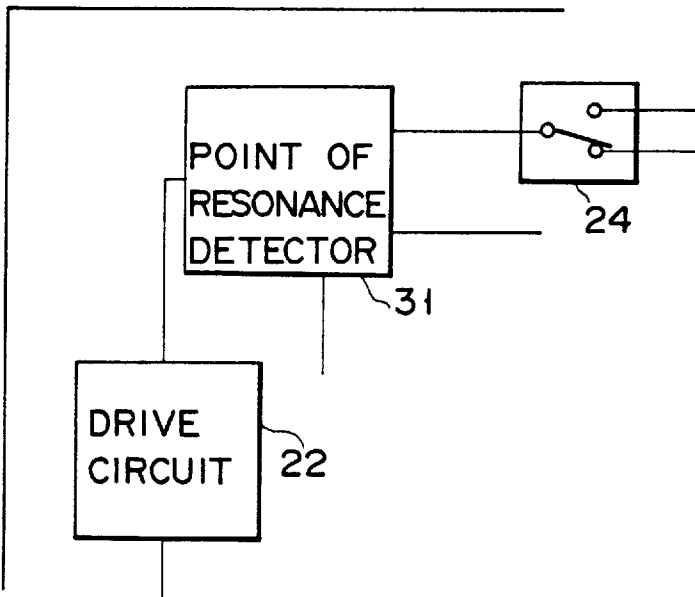 POINT OF
RESONANCE
DETECTOR
24
31
DRIVE
CIRCUIT
22